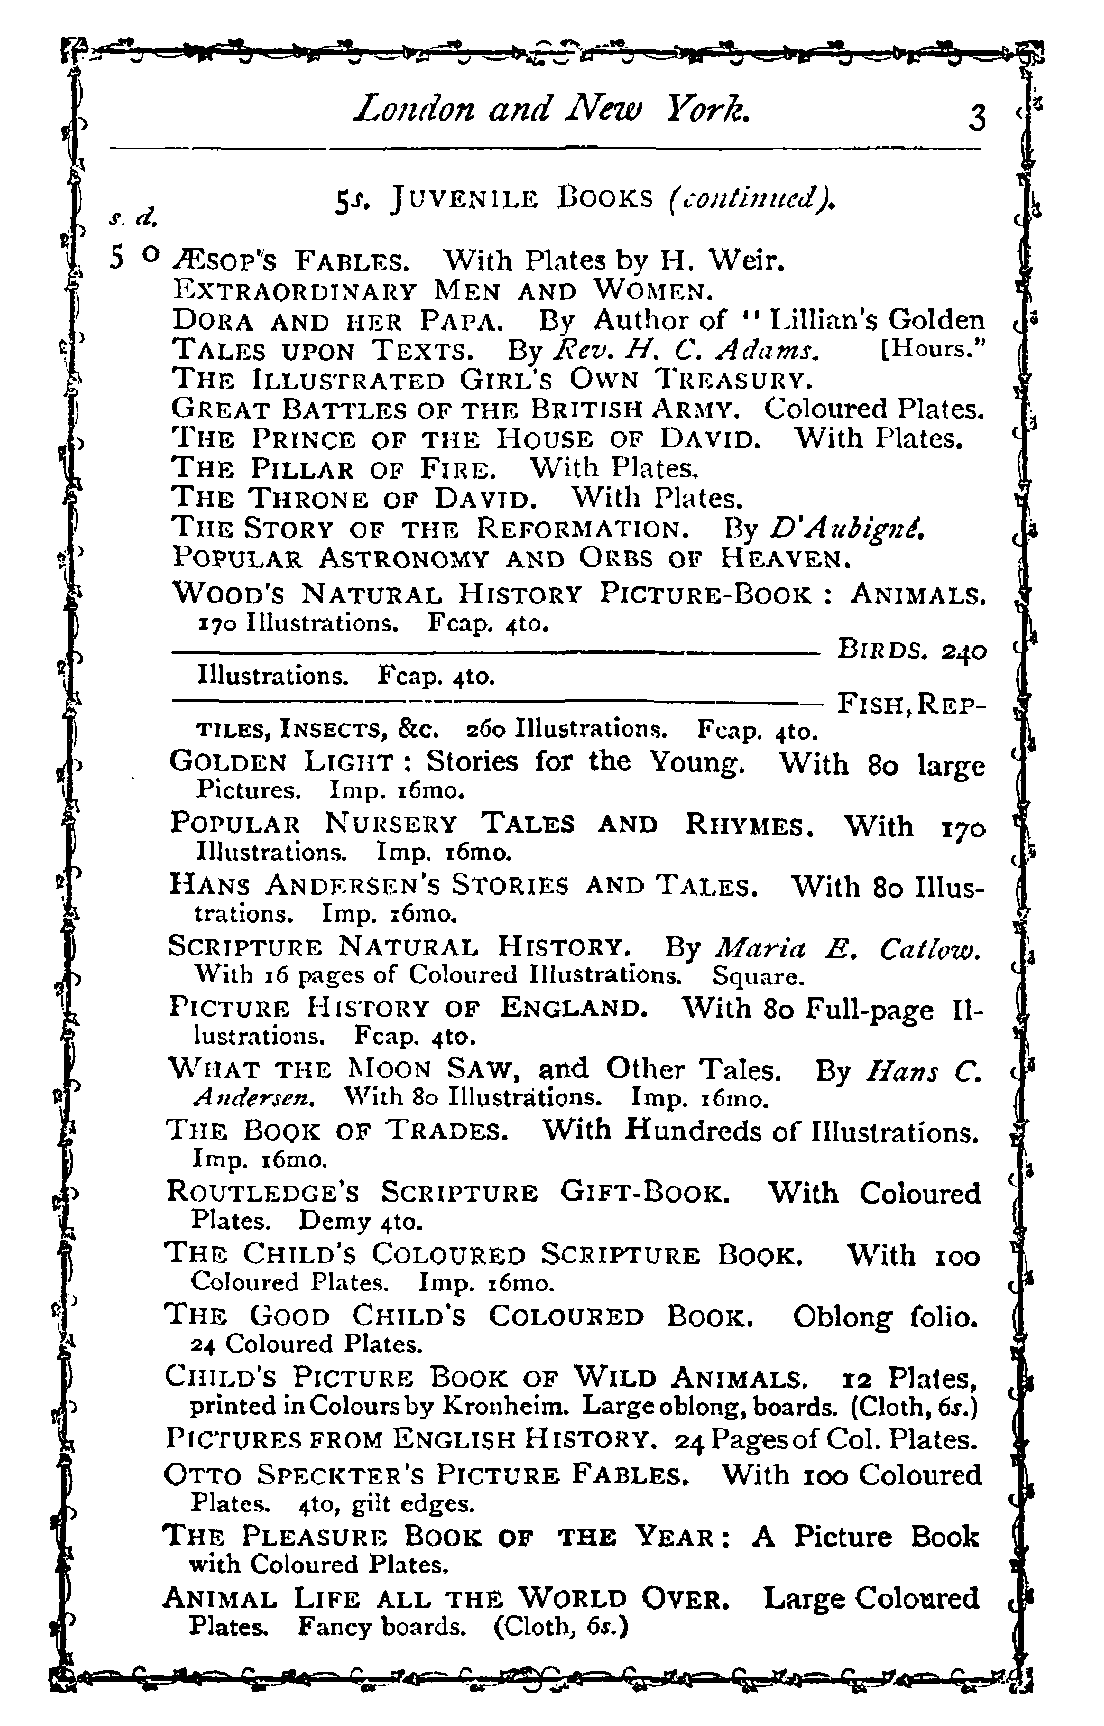 London and New York. 3
5s. JUVENILE BOOKS (continued).
s. d.
5 0 ÆSOP'S FABLES. With Plates by H. Weir.
EXTRAORDINARY MEN AND WOMEN.
DORA AND HER PAPA. By Author of "Lillian's Golden
TALES UPON TEXTS. By Rev. H. C. Adams. [Hours."
THE ILLUSTRATED GIRL'S OWN TREASURY.
GREAT BATTLES OF THE BRITISH ARMY. Coloured Plates.
THE PRINCE OF THE HOUSE OF DAVID. With Plates.
THE PILLAR OF FIRE. With Plates.
THE THRONE OF DAVID. With Plates.
THE STORY OF THE REFORMATION. By D'Aubigné.
POPULAR ASTRONOMY AND ORBS OF HEAVEN.
WOOD'S NATURAL HISTORY PICTURE-BOOK: ANIMALS.
170 Illustrations. Fcap. 4to.
——— BIRDS. 240
Illustrations. Fcap. 4to.
——— FISH, REP-
TILES, INSECTS, &c. 260 Illustrations. Fcap. 4to.
GOLDEN LIGHT: Stories for the Young. With 80 large
Pictures. Imp. 16mo.
POPULAR NURSERY TALES AND RHYMES. With 170
Illustrations. Imp. 16mo.
HANS ANDERSEN'S STORIES AND TALES. With 80 Illus-
trations. Imp. 16mo.
SCRIPTURE NATURAL HISTORY. By Maria E. Catlow.
With 16 pages of Coloured Illustrations. Square.
PICTURE HISTORY OF ENGLAND. With 80 Full-page Il-
lustrations. Fcap. 4to.
WHAT THE MOON SAW, and Other Tales. By Hans C.
Andersen. With 80 Illustrations. Imp. 16mo.
THE BOOK OF TRADES. With Hundreds of Illustrations.
Imp. 16mo.
ROUTLEDGE'S SCRIPTURE GIFT-BOOK. With Coloured
Plates. Demy 4to.
THE CHILD'S COLOURED SCRIPTURE BOOK. With 100
Coloured Plates. Imp. 16mo.
THE GOOD CHILD'S COLOURED BOOK. Oblong folio.
24 Coloured Plates.
CHILD'S PICTURE BOOK OF WILD ANIMALS. 12 Plates,
printed in Colours by Kronheim. Large oblong, boards. (Cloth, 6s.)
PICTURES FROM ENGLISH HISTORY. 24 Pages of Col. Plates.
OTTO SPECKTER'S PICTURE FABLES. With 100 Coloured
Plates. 4to, gilt edges.
THE PLEASURE BOOK OF THE YEAR: A Picture Book
with Coloured Plates.
ANIMAL LIFE ALL THE WORLD OVER. Large Coloured
Plates. Fancy boards. (Cloth, 6s.)